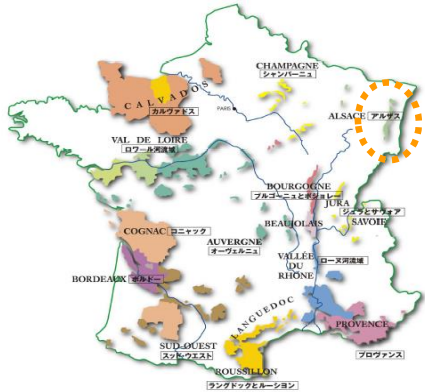 CHAMPAGNE
シャンパーニュ
CALVADOS
カルヴァドス
PARIS
ALSACE アルザス
VAL DE LOIRE
ロワール河流域
BOURGOGNE
ブルゴーニュとボジョレー
JURA
ジュラとサヴォア
SAVOIE
COGNAC コニャック
BEAUJOLAIS
AUVERGNE
オーヴェルニュ
VALLÉE
DU
RHÔNE
ローヌ河流域
BORDEAUX ボルドー
LANGUEDOC
PROVENCE
プロヴァンス
SUD-OUEST
スッド・ウエスト
ROUSSILLON
ラングドックとルーション